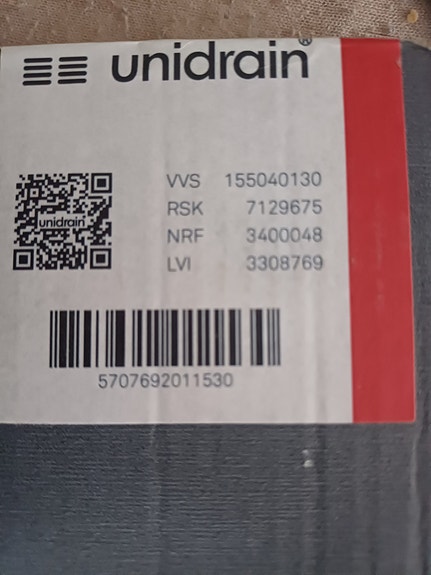 unidrain®
unidrain
VVS 155040130
RSK 7129675
NRF 3400048
LVI 3308769
5707692011530